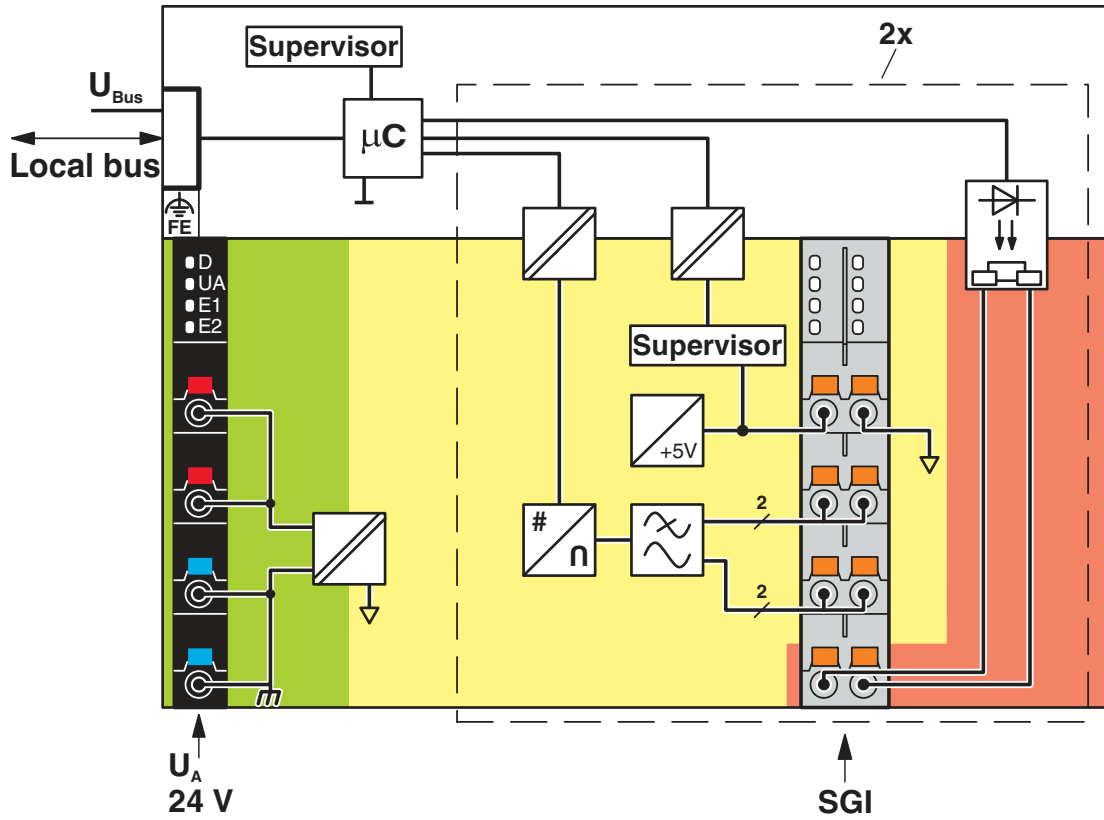 Supervisor
2x
U Bus
µC
Local bus
FE
D
UA
E1
E2
Supervisor
+5V
#
2
∩
2
U A
24 V
SGI